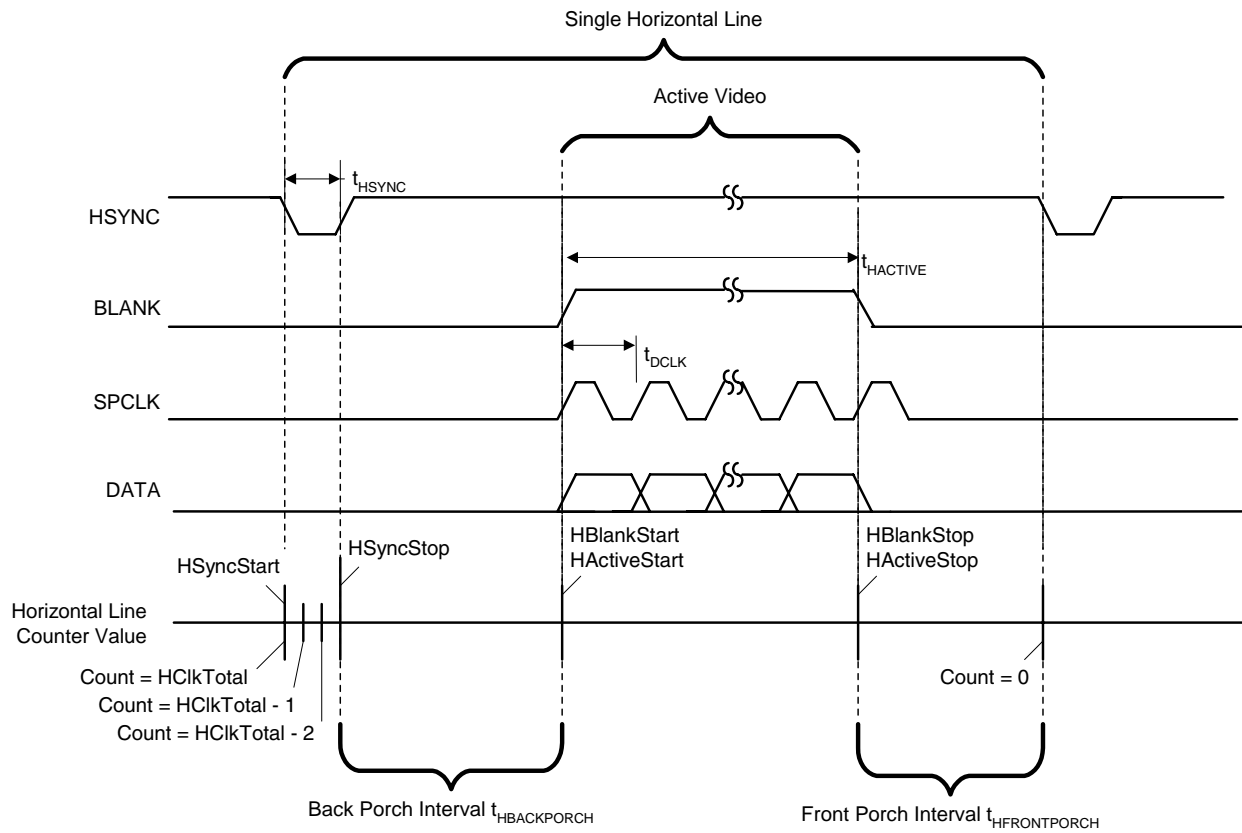 Single Horizontal Line
Active Video
tHSYNC
HSYNC
tHACTIVE
BLANK
tDCLK
SPCLK
DATA
HSyncStart
HSyncStop
HBlankStart
HActiveStart
HBlankStop
HActiveStop
Horizontal Line
Counter Value
Count = HClkTotal
Count = HClkTotal - 1
Count = HClkTotal - 2
Count = 0
Back Porch Interval tHBACKPORCH
Front Porch Interval tHFRONTPORCH